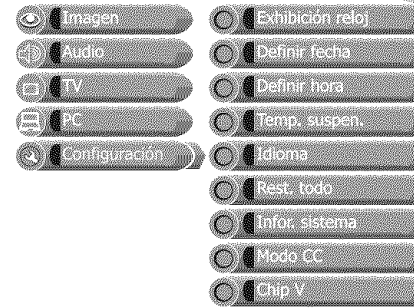 Imagen
Audio
TV
PC
Configuración
Exhibición reloj
Definir fecha
Definir hora
Temp. suspen.
Idioma
Rest. todo
Infor. sistema
Modo CC
Chip V